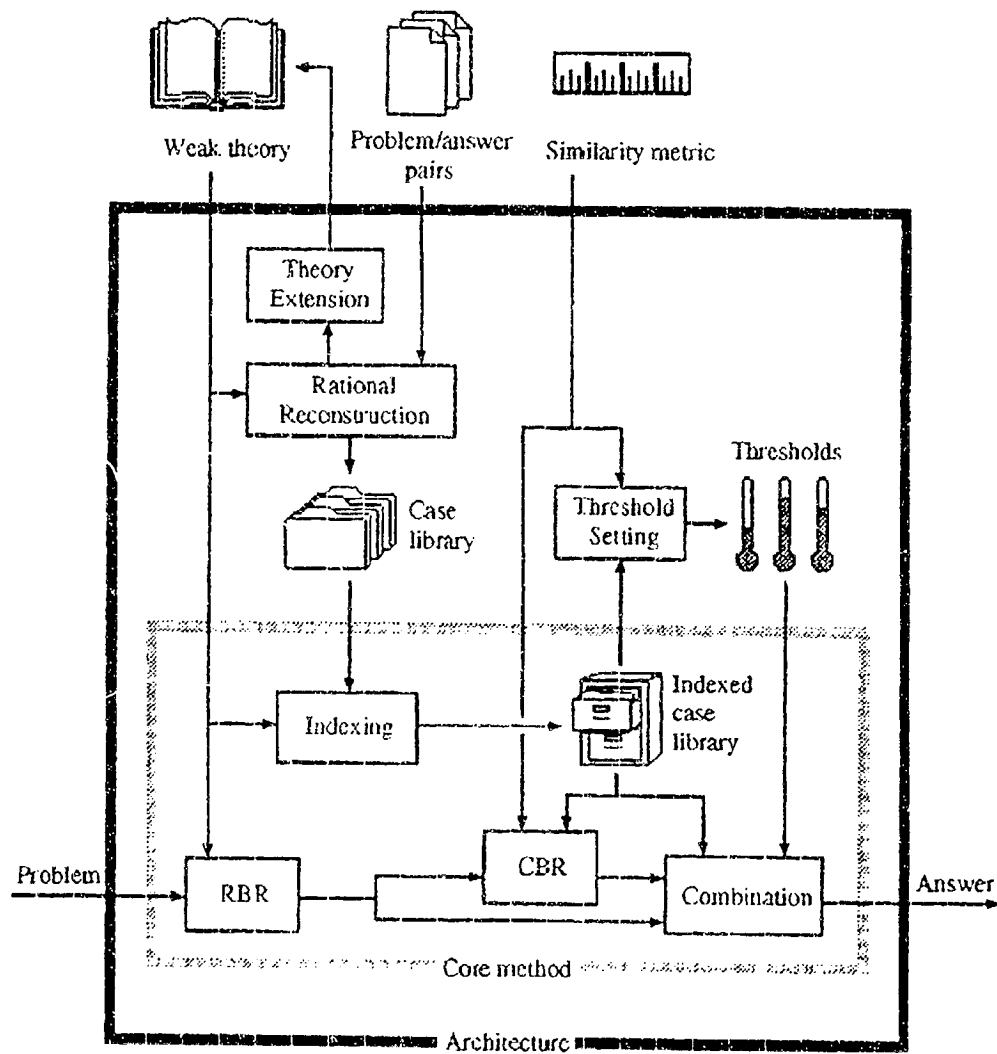 Weak theory
Problem/answer
pairs
Similarity metric
Theory
Extension
Rational
Reconstruction
Case
library
Thresholds
Threshold
Setting
Indexing
Indexed
case
library
Problem
RBR
CBR
Combination
Answer
Core method
Architecture